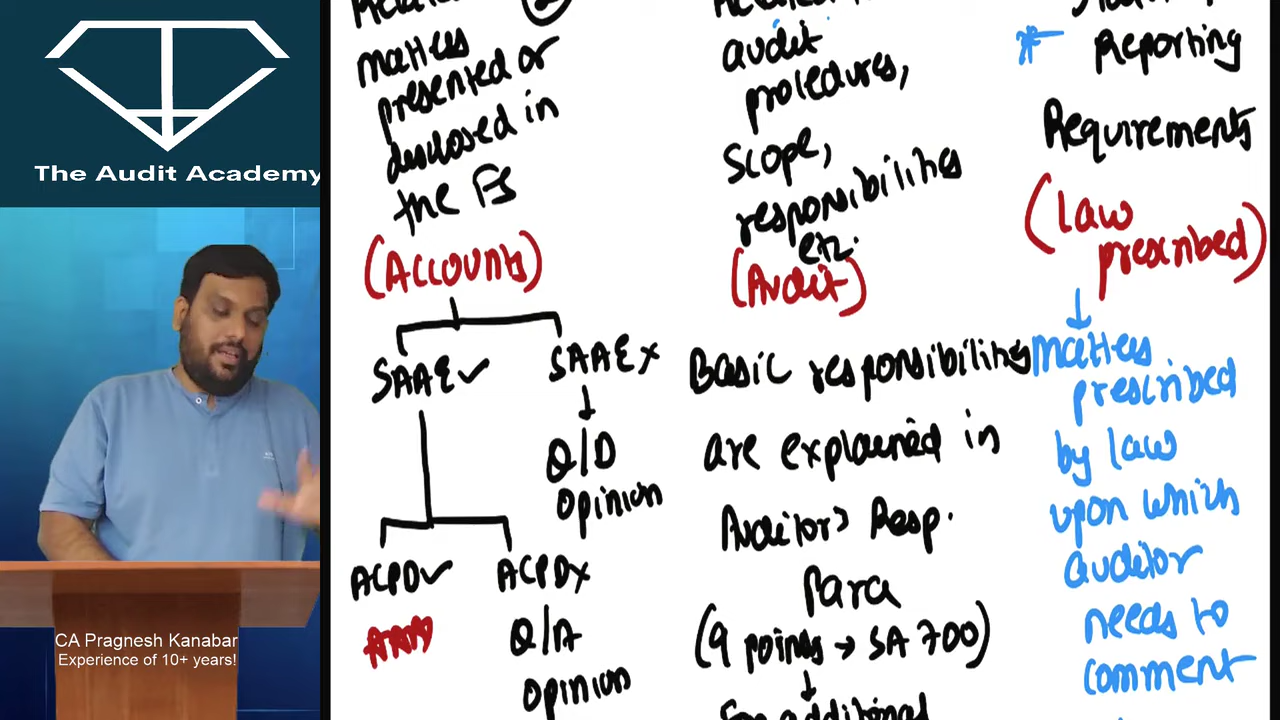 The Audit Academy
CA Pragnesh Kanabar
Experience of 10+ years!
matters
presented or
disclosed in
the FS
(Accounts)
SAAE✓
SAAE×
Q/D
Opinion
ACPD✓
ACPD×
Q/A
Opinion
audit
procedures,
Scope,
responsibilities
etc.
(Audit)
Basic responsibilities
are explained in
Auditor's Resp.
Para
(9 points → SA 700)
For additional
* Reporting
Requirements
(law
prescribed)
Matters
prescribed
by law
upon which
auditor
needs to
comment